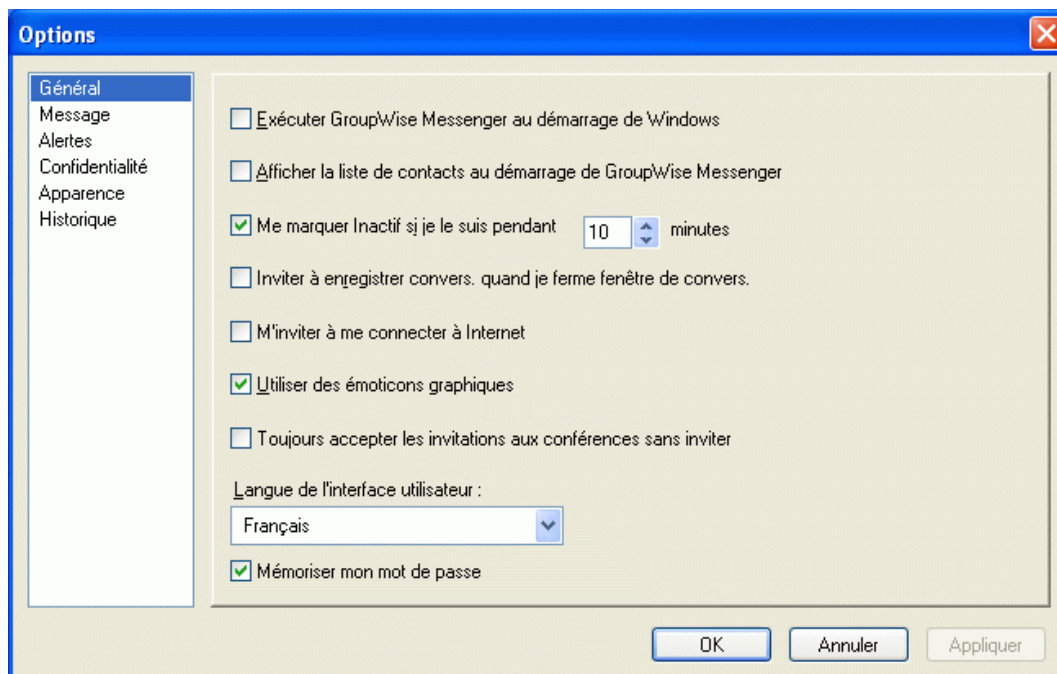 Options
Général
Message
Alertes
Confidentialité
Apparence
Historique
Exécuter GroupWise Messenger au démarrage de Windows
Afficher la liste de contacts au démarrage de GroupWise Messenger
Me marquer Inactif si je le suis pendant 10 minutes
Inviter à enregistrer convers. quand je ferme fenêtre de convers.
M'inviter à me connecter à Internet
Utiliser des émoticons graphiques
Toujours accepter les invitations aux conférences sans inviter
Langue de l'interface utilisateur :
Français
Mémoriser mon mot de passe
OK Annuler Appliquer